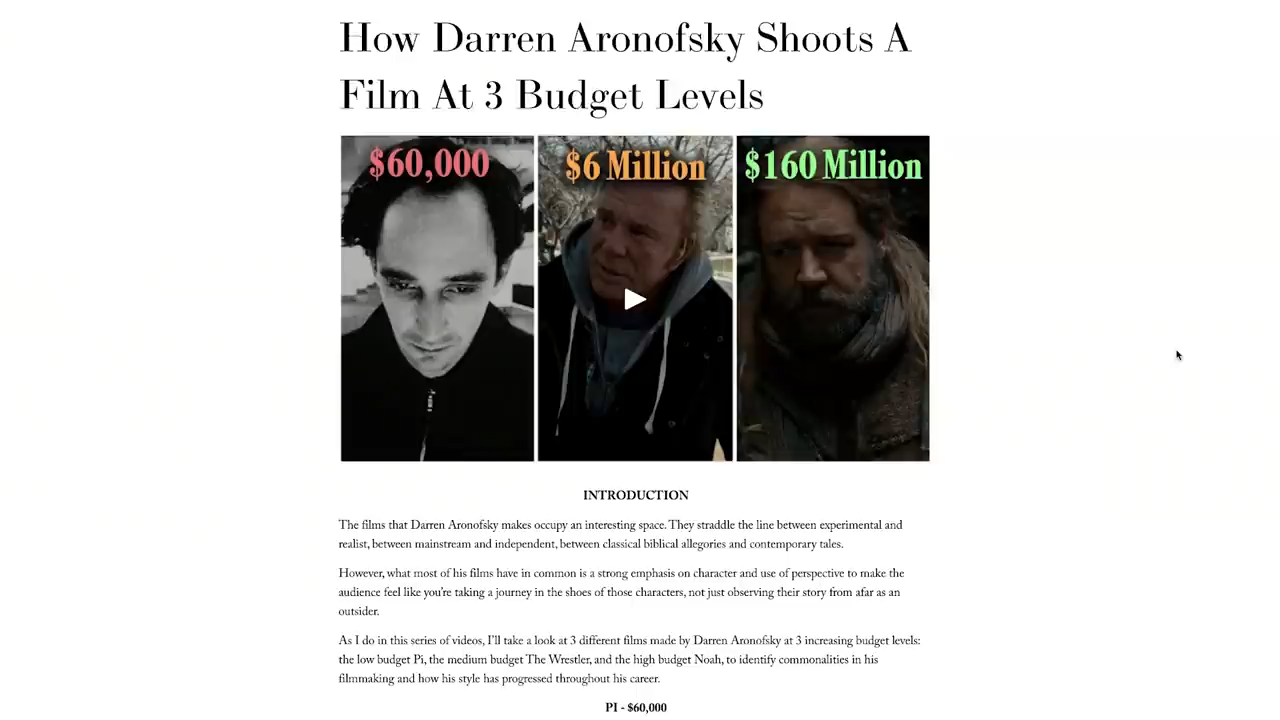 How Darren Aronofsky Shoots A
Film At 3 Budget Levels
$60,000
$6 Million
$160 Million
INTRODUCTION
The films that Darren Aronofsky makes occupy an interesting space. They straddle the line between experimental and
realist, between mainstream and independent, between classical biblical allegories and contemporary tales.
However, what most of his films have in common is a strong emphasis on character and use of perspective to make the
audience feel like you're taking a journey in the shoes of those characters, not just observing their story from afar as an
outsider.
As I do in this series of videos, I'll take a look at 3 different films made by Darren Aronofsky at 3 increasing budget levels:
the low budget Pi, the medium budget The Wrestler, and the high budget Noah, to identify commonalities in his
filmmaking and how his style has progressed throughout his career.
PI - $60,000